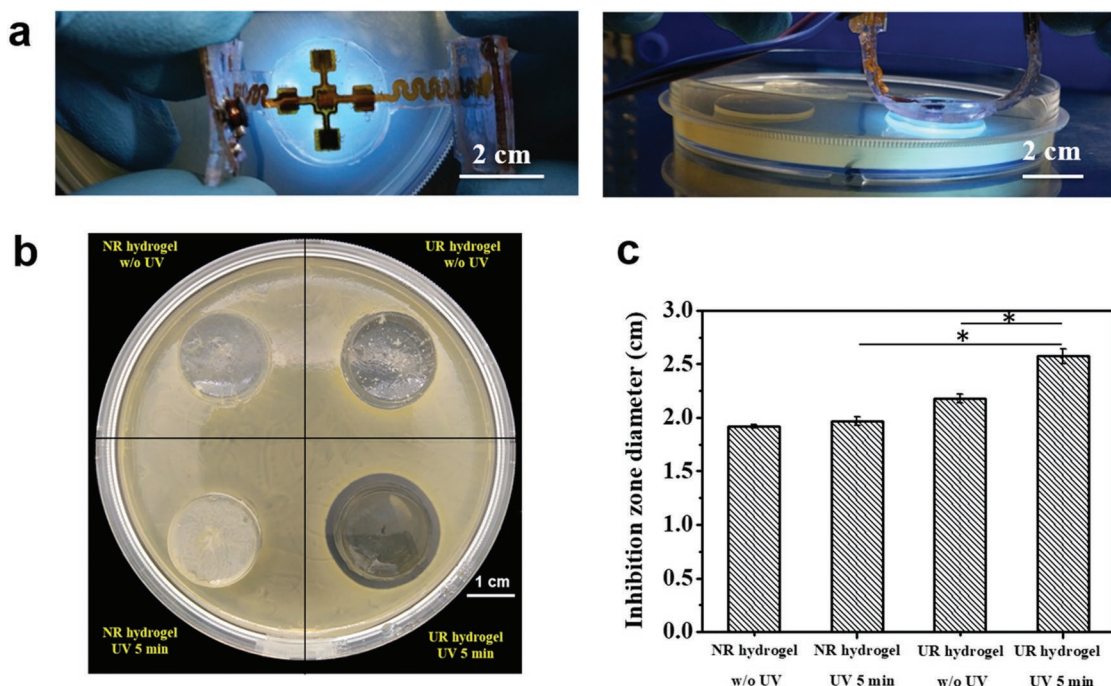 a
2 cm
2 cm
b
NR hydrogel
w/o UV
UR hydrogel
w/o UV
NR hydrogel
UV 5 min
UR hydrogel
UV 5 min
1 cm
c
Inhibition zone diameter (cm)
3.0
2.5
2.0
1.5
1.0
0.5
0.0
*
*
NR hydrogel
w/o UV
NR hydrogel
UV 5 min
UR hydrogel
w/o UV
UR hydrogel
UV 5 min